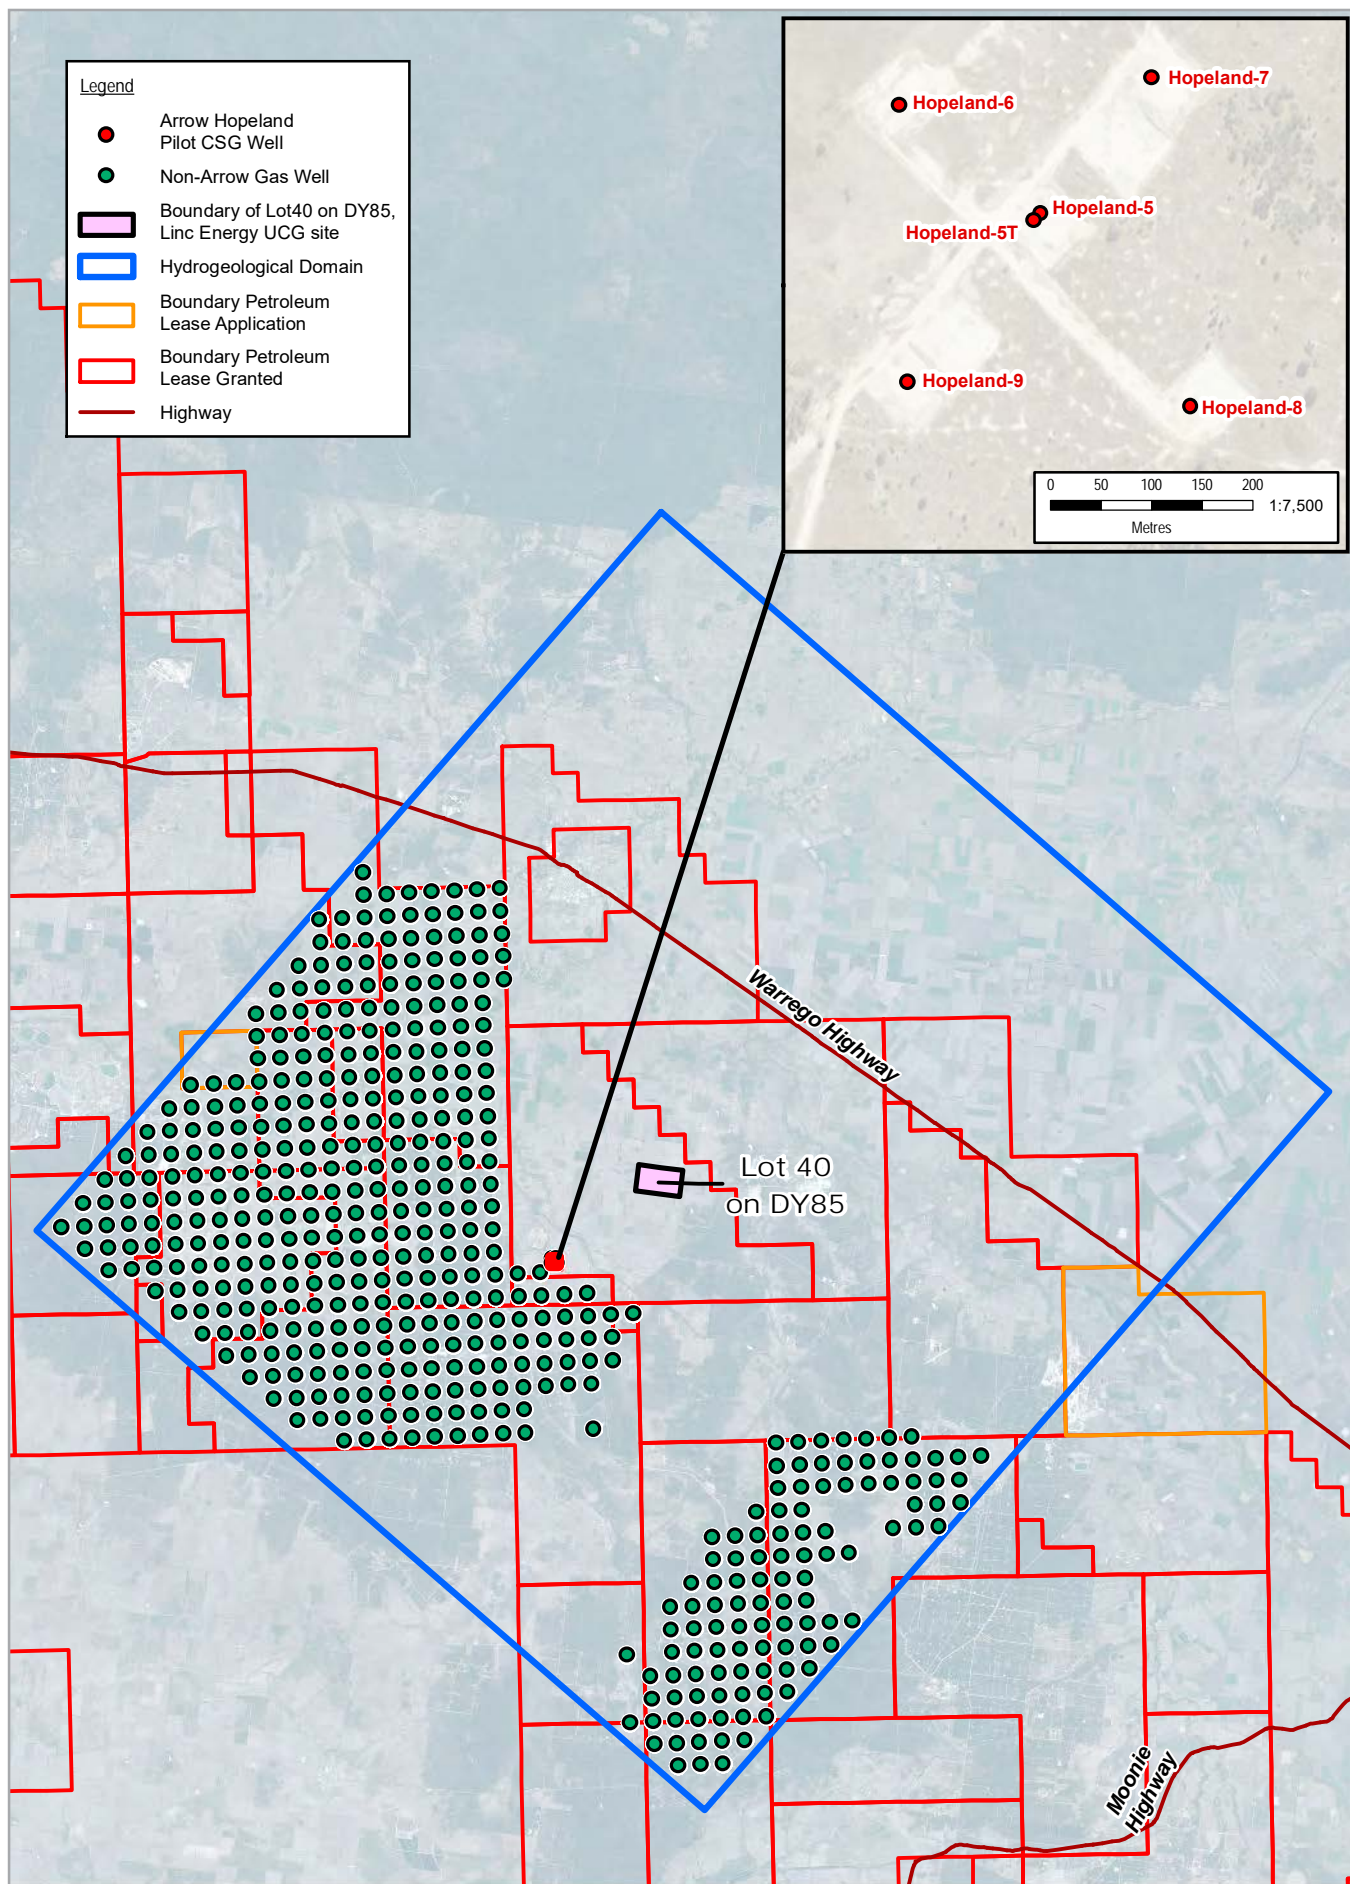 Legend
Arrow Hopeland
Pilot CSG Well
Non-Arrow Gas Well
Boundary of Lot40 on DY85,
Linc Energy UCG site
Hydrogeological Domain
Boundary Petroleum
Lease Application
Boundary Petroleum
Lease Granted
Highway
Hopeland-7
Hopeland-6
Hopeland-5
Hopeland-5T
Hopeland-9
Hopeland-8
0 50 100 150 200
1:7,500
Metres
Warrego Highway
Lot 40
on DY85
Moonie
Highway